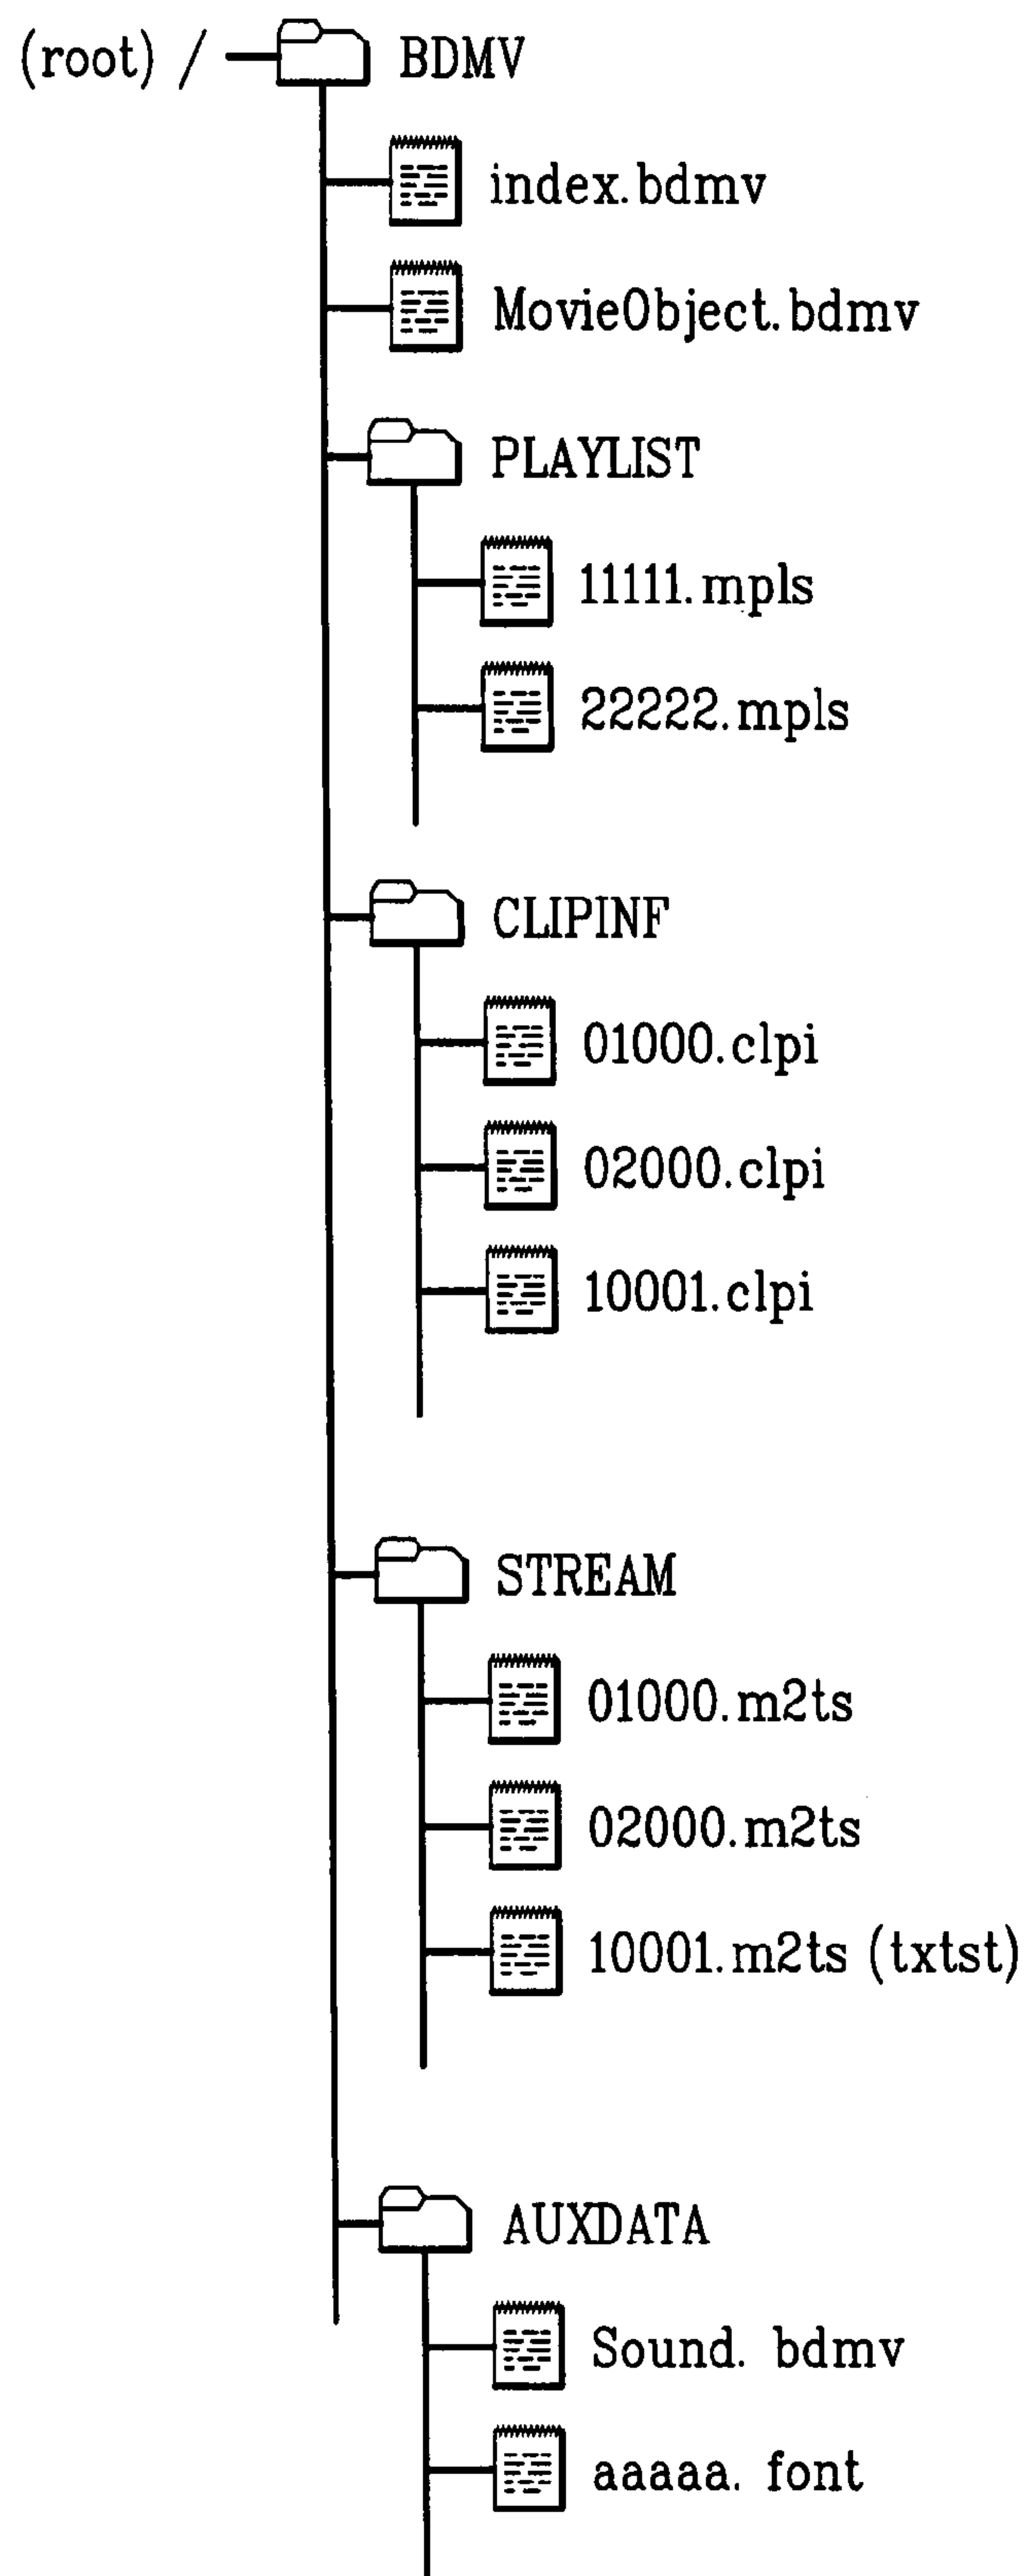 (root) / BDMV
index.bdmv
MovieObject.bdmv
PLAYLIST
11111.mpls
22222.mpls
CLIPINF
01000.clpi
02000.clpi
10001.clpi
STREAM
01000.m2ts
02000.m2ts
10001.m2ts (txtst)
AUXDATA
Sound. bdmv
aaaaa. font